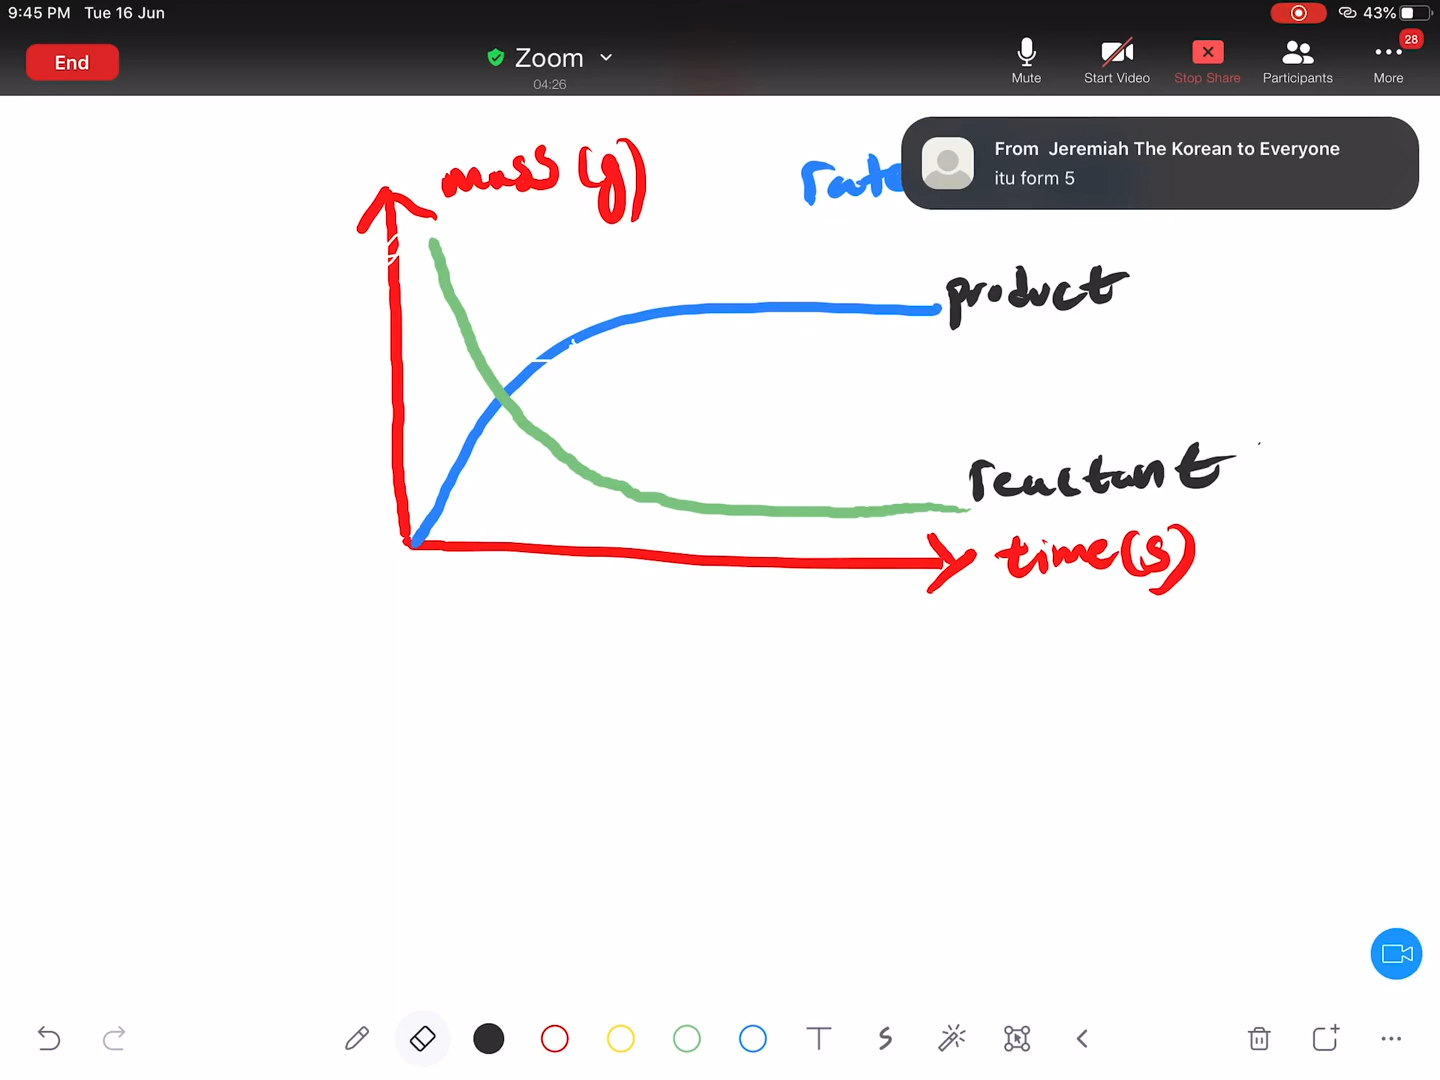 9:45 PM Tue 16 Jun
43%
End
Zoom
04:26
Mute
Start Video
Stop Share
Participants
28
More
From Jeremiah The Korean to Everyone
itu form 5
mass (g)
rate
product
reactant
time(s)
T